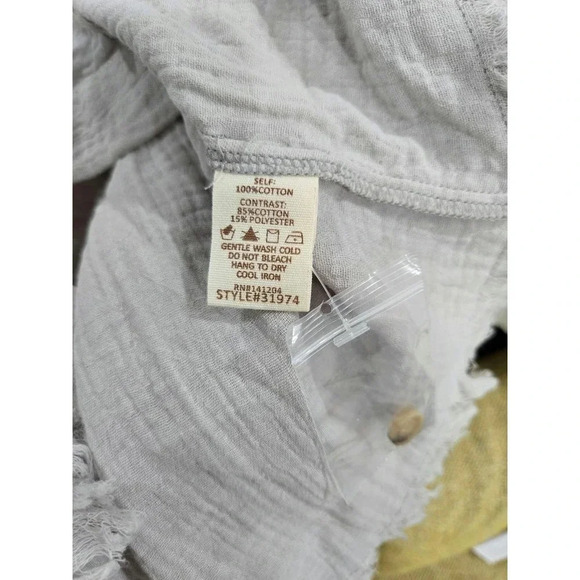 SELF:
100%COTTON
CONTRAST:
85%COTTON
15% POLYESTER
GENTLE WASH COLD
DO NOT BLEACH
HANG TO DRY
COOL IRON
RN#141204
STYLE#31974